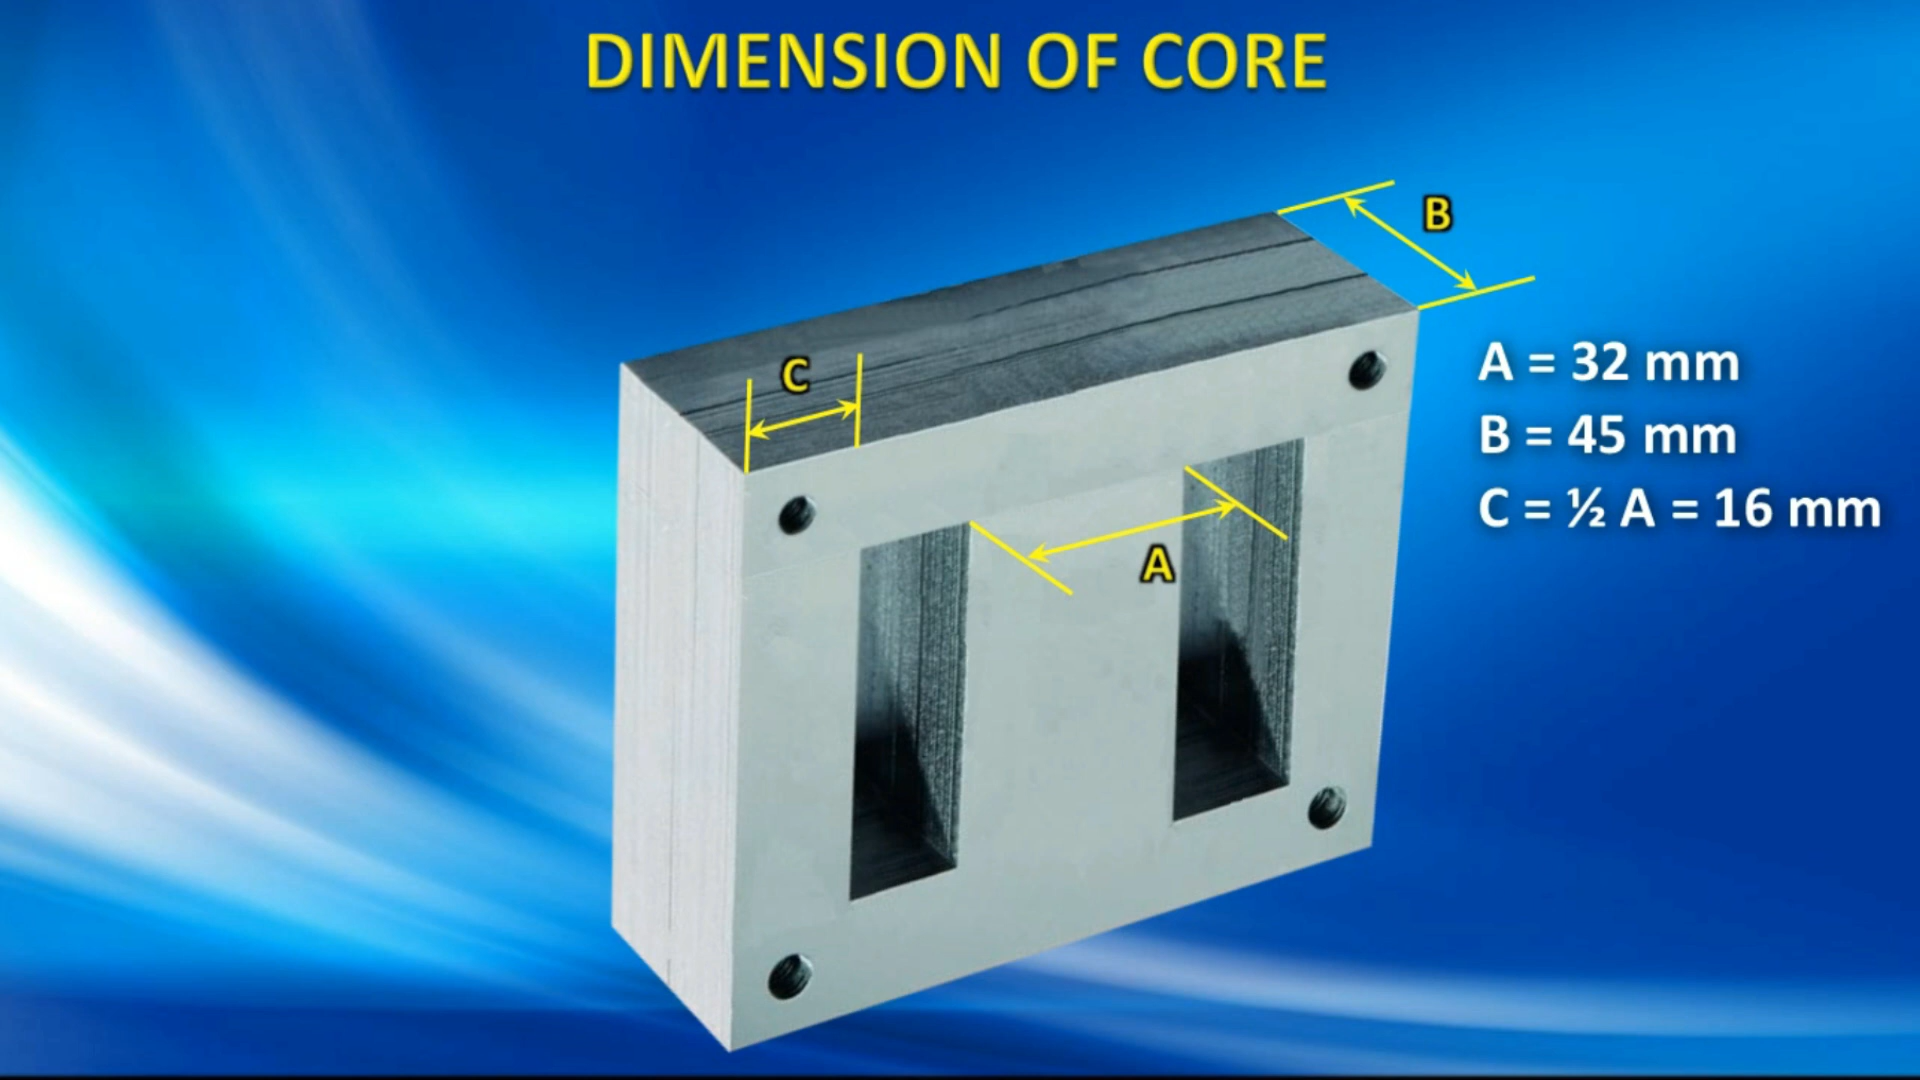 DIMENSION OF CORE
B
C
A
A = 32 mm
B = 45 mm
C = ½ A = 16 mm